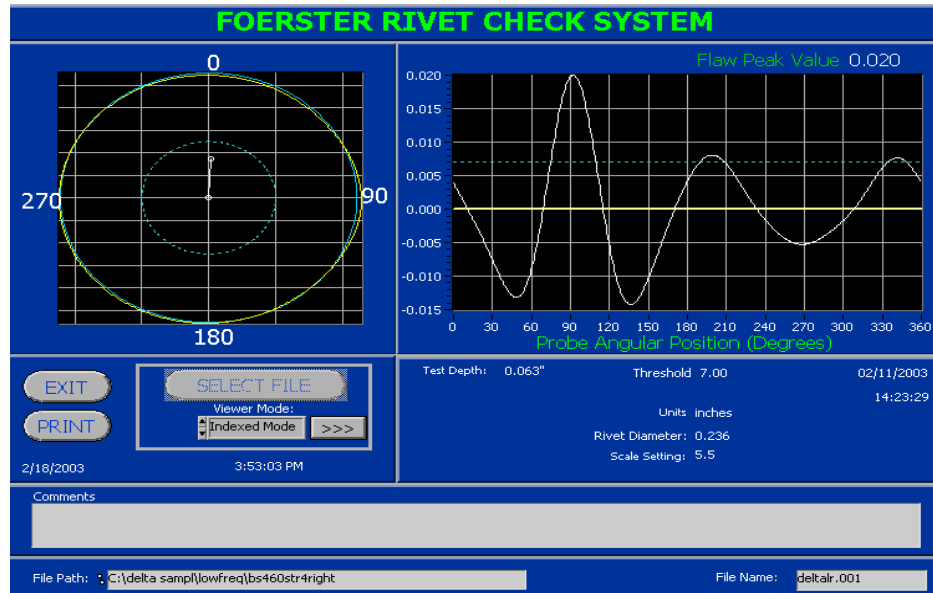 FOERSTER RIVET CHECK SYSTEM
0
270
90
180
Flaw Peak Value 0.020
0.020
0.015
0.010
0.005
0.000
-0.005
-0.010
-0.015
0 30 60 90 120 150 180 210 240 270 300 330 360
Probe Angular Position (Degrees)
EXIT
PRINT
SELECT FILE
Viewer Mode:
Indexed Mode >>>
2/18/2003 3:53:03 PM
Test Depth: 0.063" Threshold 7.00 02/11/2003
14:23:29
Units inches
Rivet Diameter: 0.236
Scale Setting: 5.5
Comments
File Path: C:\delta sampl\lowfreq\bs460str4right File Name: deltalr.001